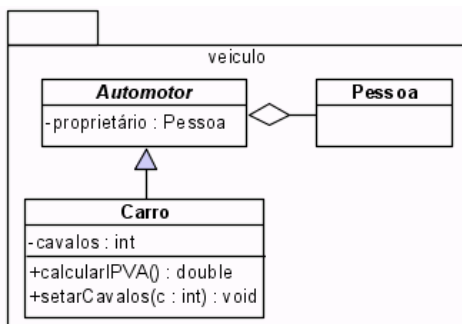 veiculo
Automotor
-proprietário : Pessoa
Pessoa
Carro
-cavalos : int
+calcularIPVA() : double
+setarCavalos(c : int) : void